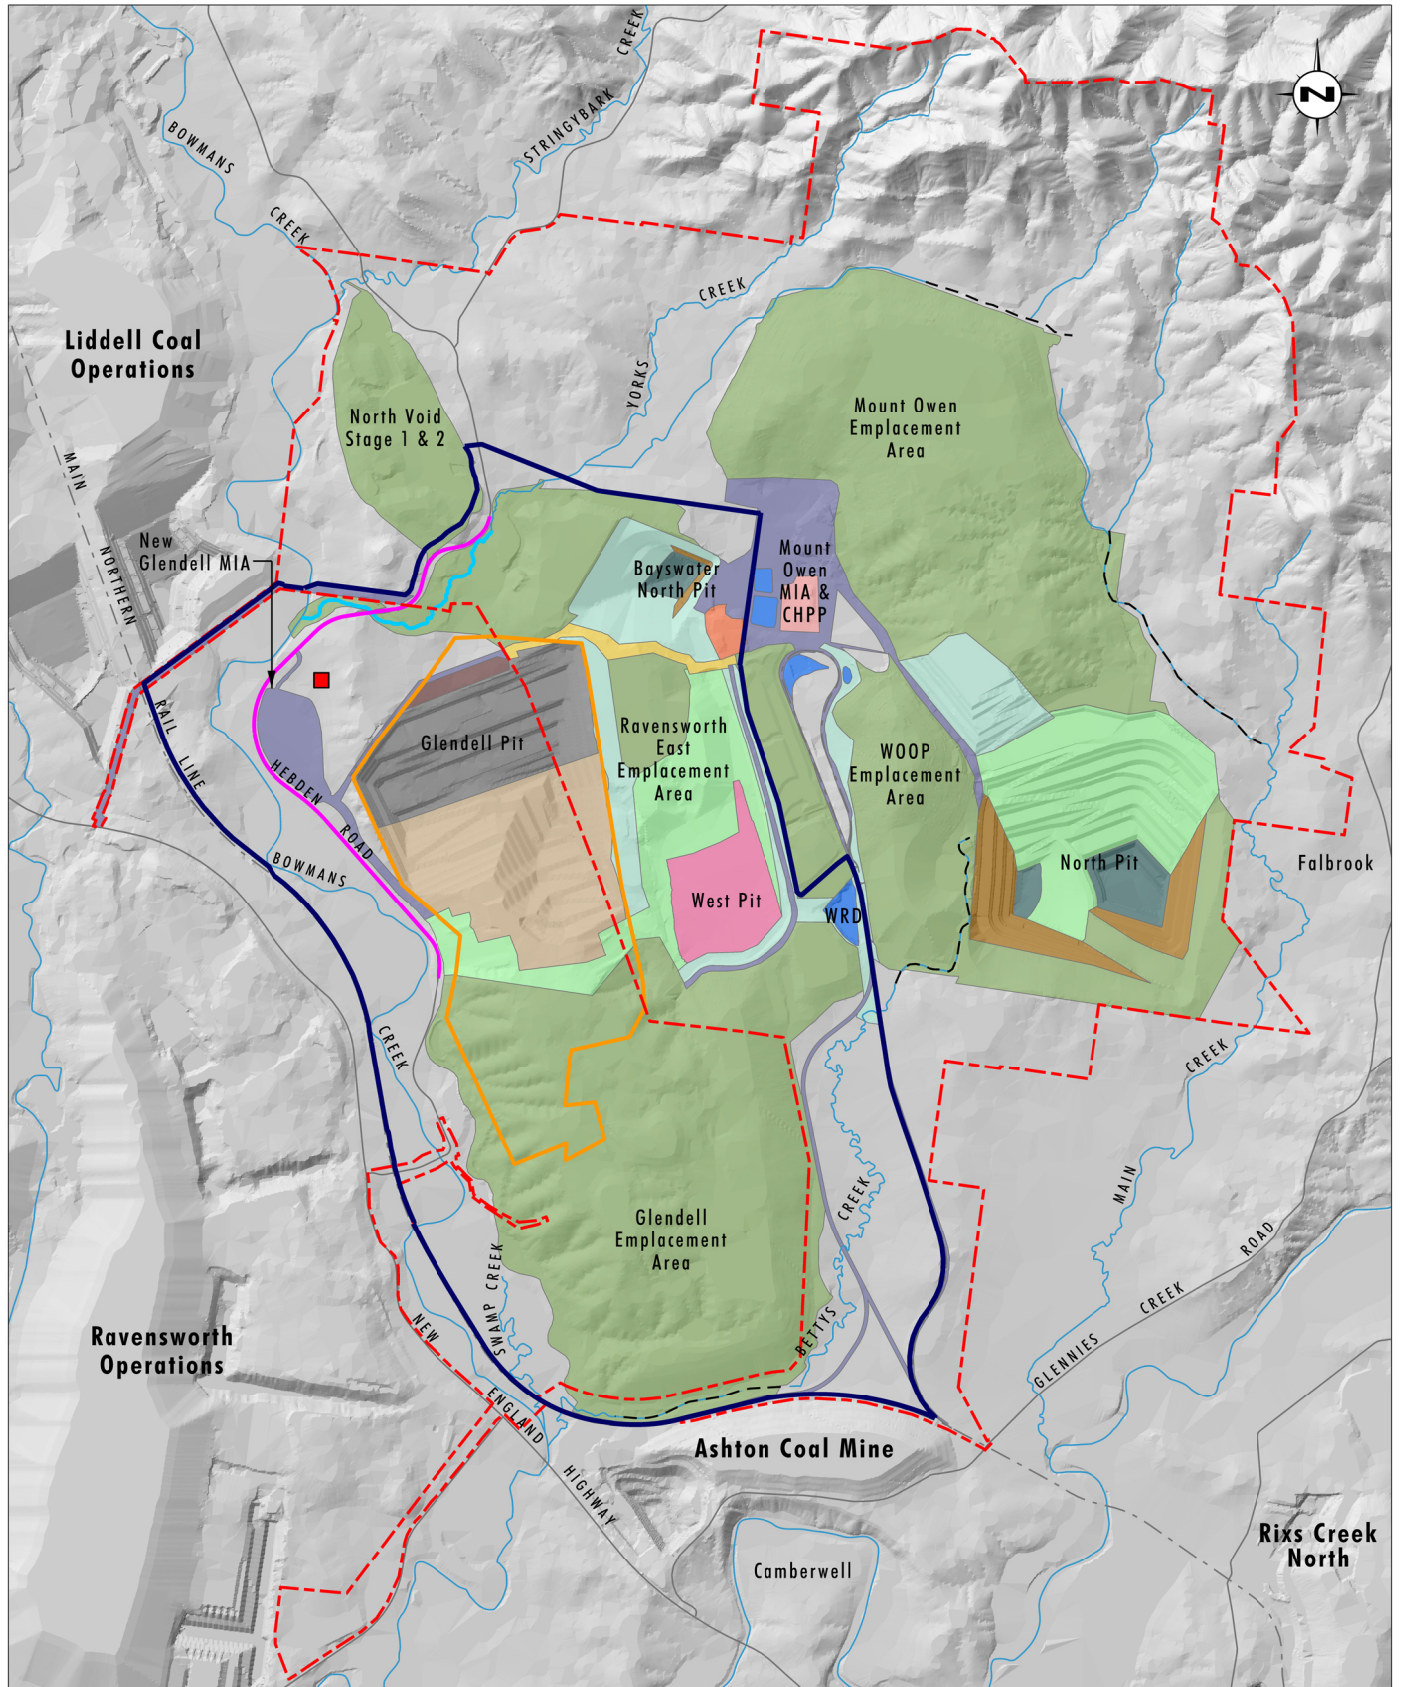 CREEK
STRINGYBARK
BOWMANS
CREEK
N
CREEK
YORKS
Liddell Coal
Operations
North Void
Stage 1 & 2
Mount Owen
Emplacement
Area
MAIN
NORTHERN
RAIL
LINE
New
Glendell MIA
Bayswater
North Pit
Mount
Owen
MIA &
CHPP
Glendell Pit
Ravensworth
East
Emplacement
Area
WOOP
Emplacement
Area
HEBDEN
ROAD
BOWMANS
CREEK
West Pit
WRD
North Pit
Falbrook
CREEK
MAIN
CREEK
BETTYS
Glendell
Emplacement
Area
SWAMP CREEK
ROAD
CREEK
GLENNIES
Ravensworth
Operations
NEW
ENGLAND
HIGHWAY
Ashton Coal Mine
Camberwell
Rixs Creek
North